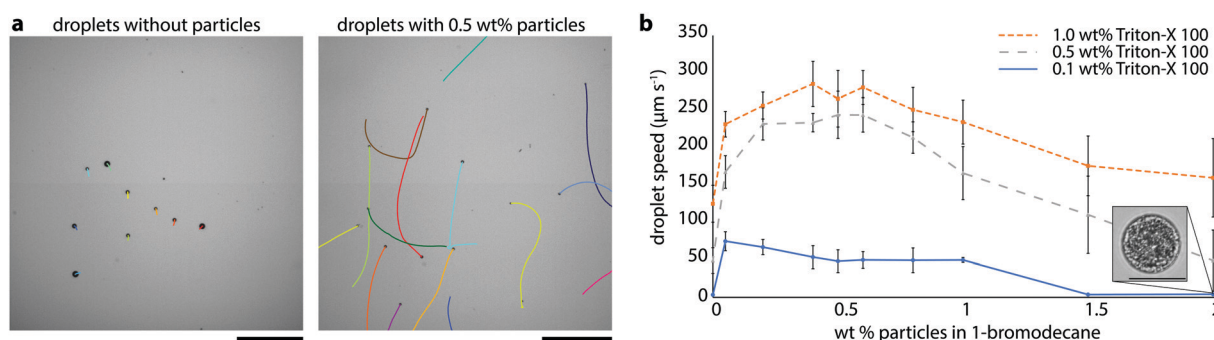 a
droplets without particles
droplets with 0.5 wt% particles
b
1.0 wt% Triton-X 100
0.5 wt% Triton-X 100
0.1 wt% Triton-X 100
droplet speed (µm s⁻¹)
350
300
250
200
150
100
50
0
0 0.5 1 1.5
wt % particles in 1-bromodecane